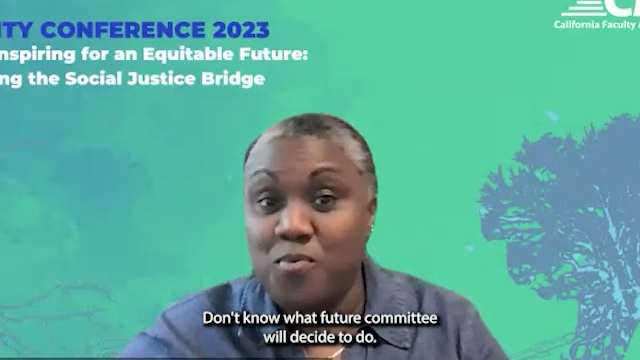 ITY CONFERENCE 2023
nspiring for an Equitable Future:
ng the Social Justice Bridge
California Faculty
Don't know what future committee
will decide to do.